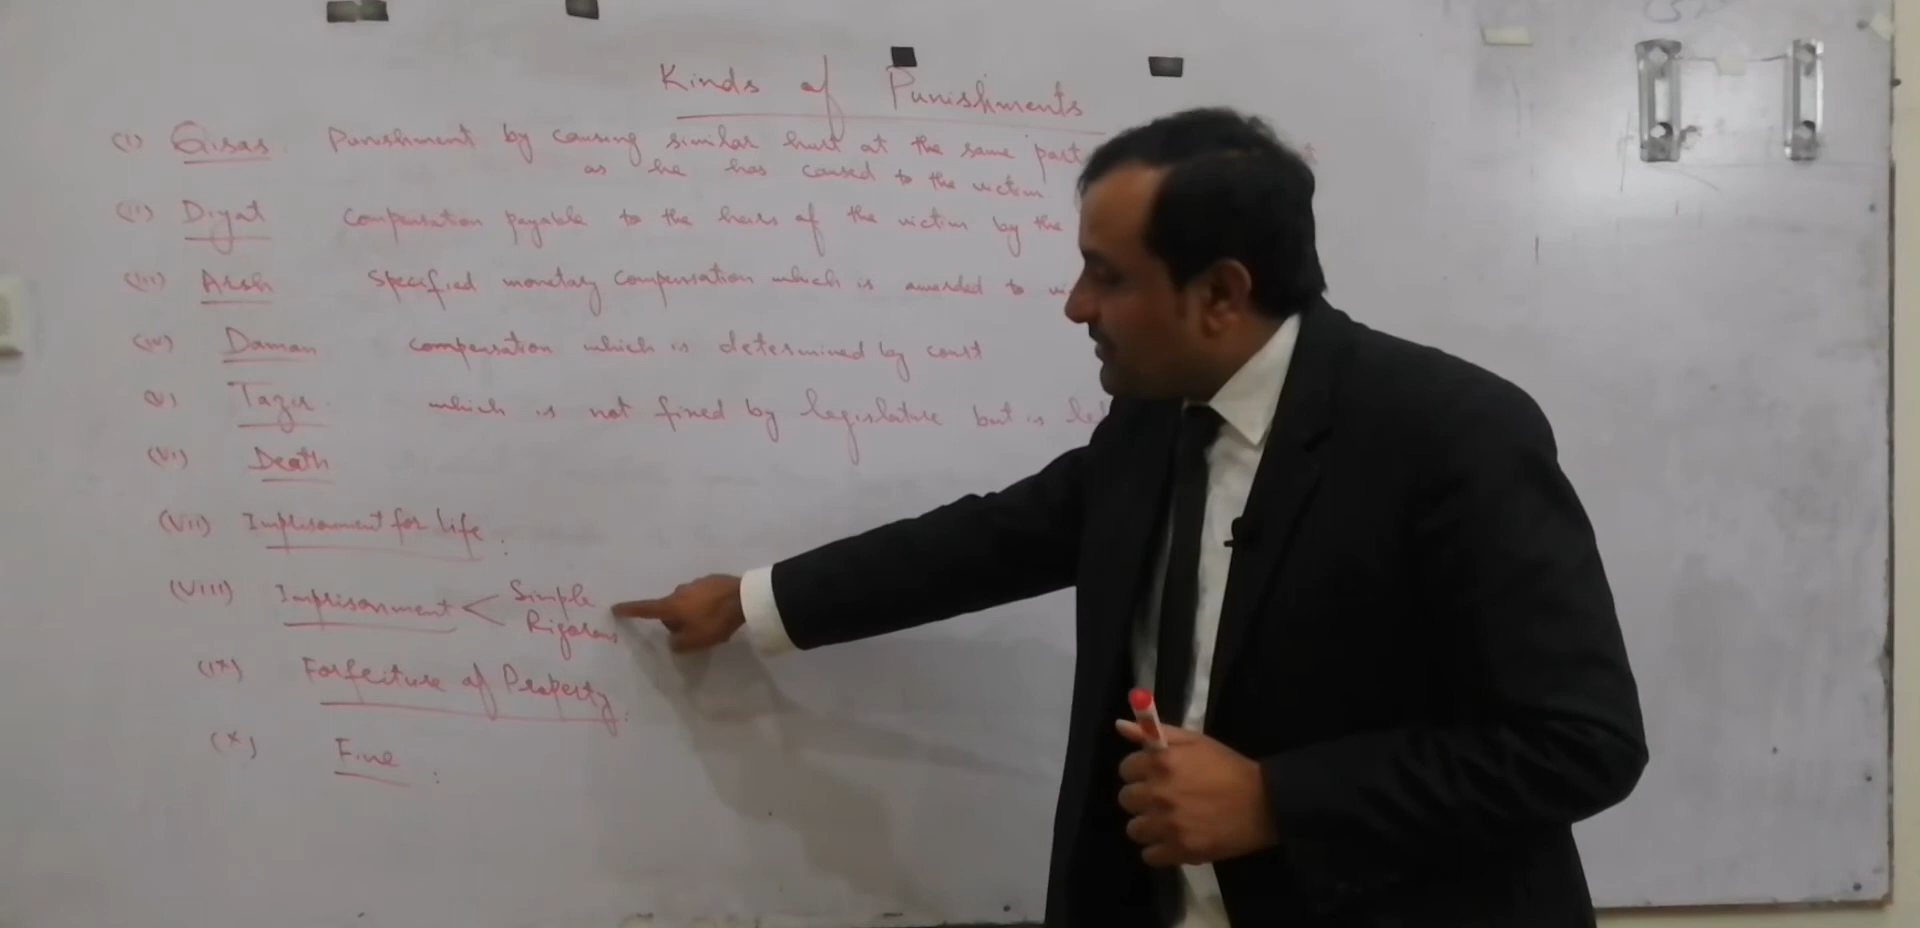 Kinds of Punishments
(i) Qisas Punishment by causing similar hurt at the same part
as he has caused to the victim
(ii) Diyat compensation payable to the heirs of the victim by the
(iii) Arsh Specified monetary compensation which is awarded to
(iv) Daman compensation which is determined by court
(v) Tazir which is not fixed by legislature but is
(vi) Death
(vii) Imprisonment for life.
(viii) Imprisonment < Simple
Rigorous
(ix) Forfeiture of Property.
(x) Fine :